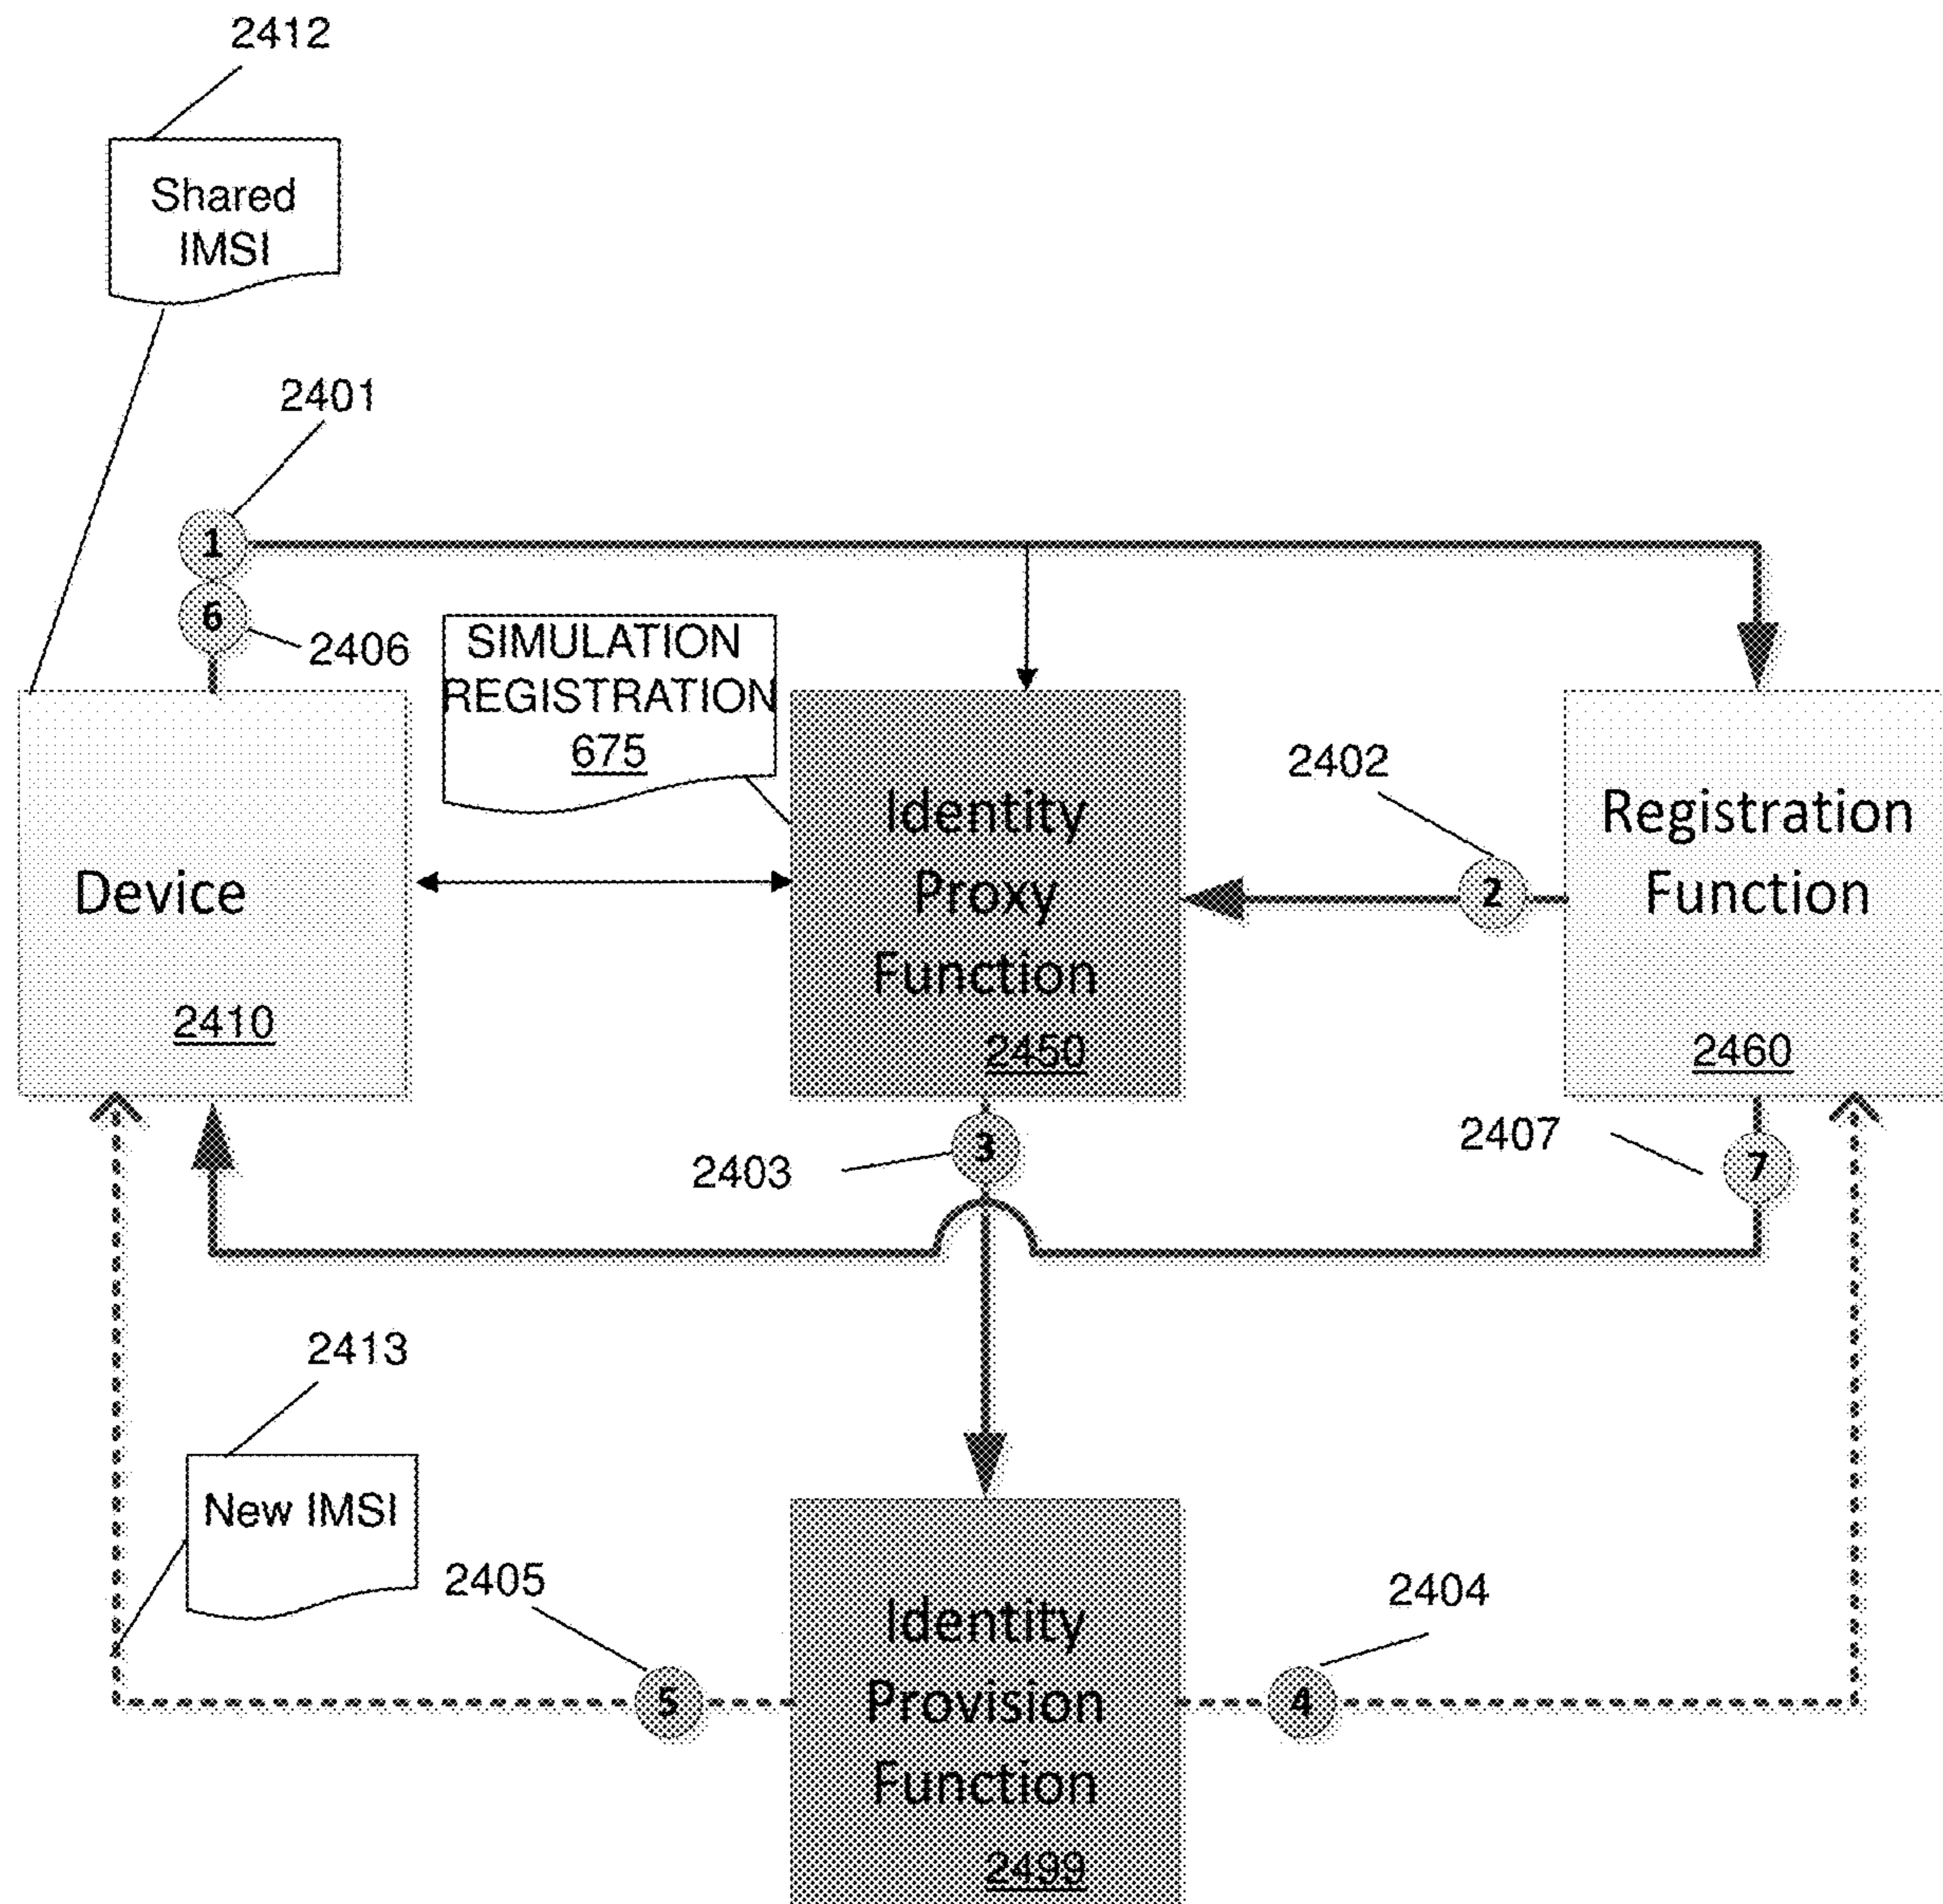 2412
Shared
IMSI
2401
1
6
2406
SIMULATION
REGISTRATION
675
2402
Identity
Proxy
Function
2450
Registration
Function
2460
2
Device
2410
2403
3
2407
7
2413
New IMSI
2405
2404
5
4
Identity
Provision
Function
2499